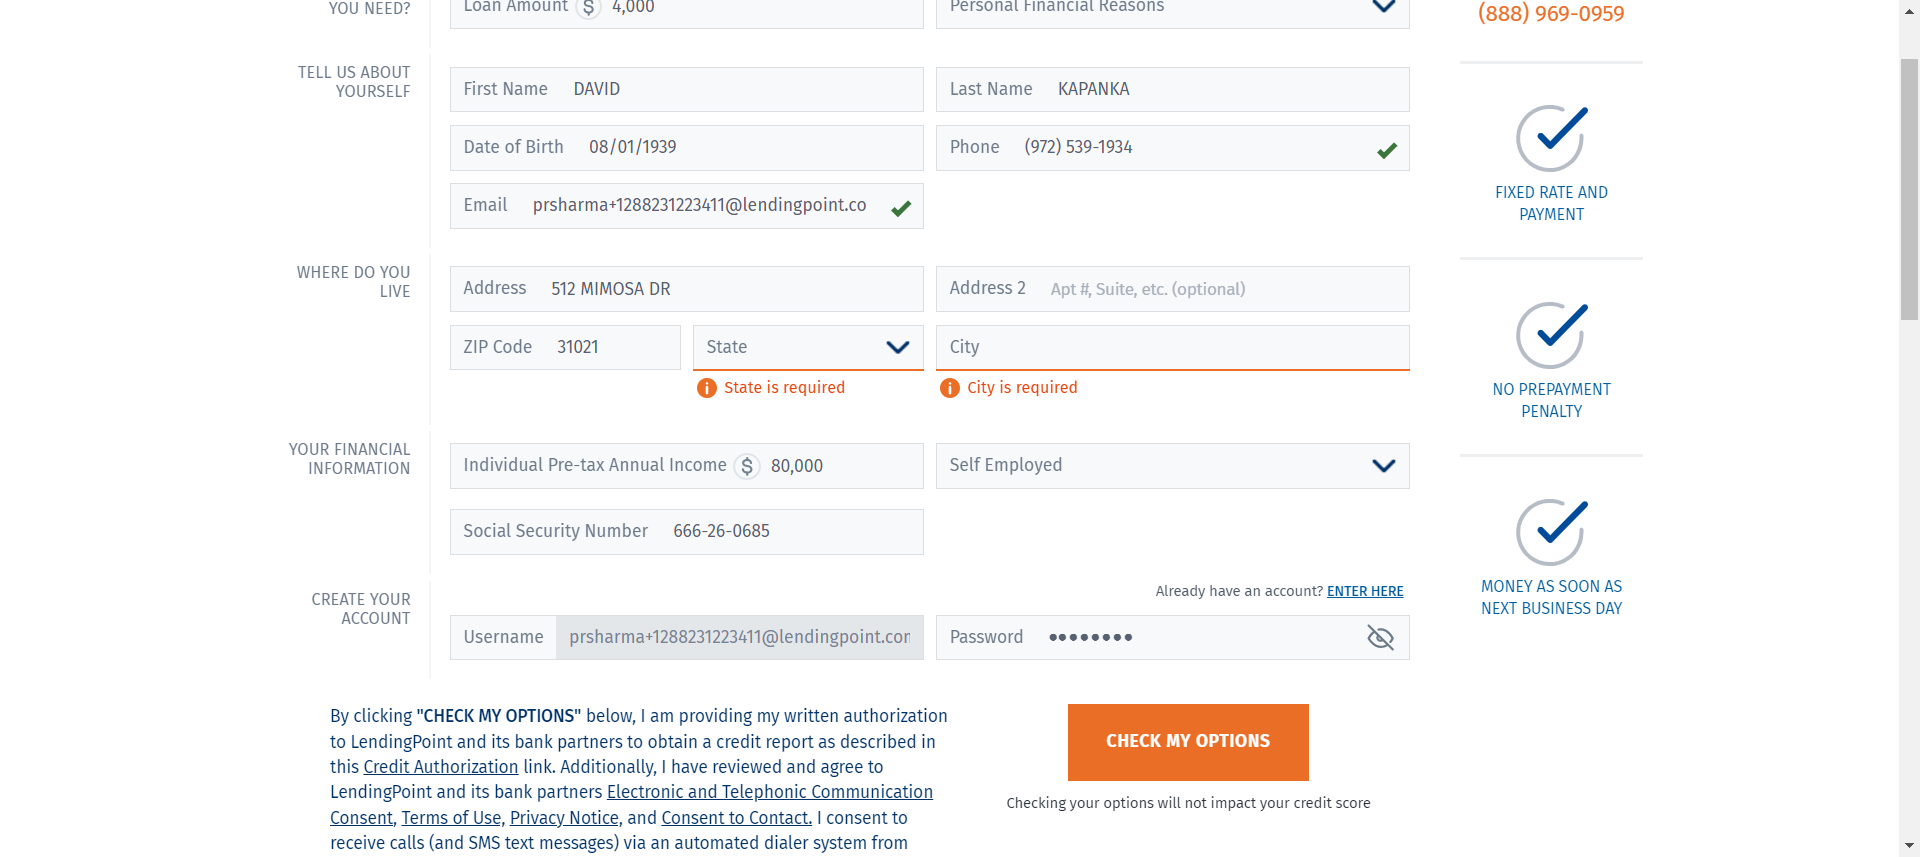 YOU NEED?
Loan Amount $ 4,000
Personal Financial Reasons
(888) 969-0959
TELL US ABOUT
YOURSELF
First Name DAVID
Last Name KAPANKA
Date of Birth 08/01/1939
Phone (972) 539-1934
Email prsharma+1288231223411@lendingpoint.co
FIXED RATE AND
PAYMENT
WHERE DO YOU
LIVE
Address 512 MIMOSA DR
Address 2 Apt #, Suite, etc. (optional)
ZIP Code 31021
State
City
State is required
City is required
NO PREPAYMENT
PENALTY
YOUR FINANCIAL
INFORMATION
Individual Pre-tax Annual Income $ 80,000
Self Employed
Social Security Number 666-26-0685
MONEY AS SOON AS
NEXT BUSINESS DAY
CREATE YOUR
ACCOUNT
Already have an account? ENTER HERE
Username prsharma+1288231223411@lendingpoint.cor
Password ••••••••
By clicking "CHECK MY OPTIONS" below, I am providing my written authorization
to LendingPoint and its bank partners to obtain a credit report as described in
this Credit Authorization link. Additionally, I have reviewed and agree to
LendingPoint and its bank partners Electronic and Telephonic Communication
Consent, Terms of Use, Privacy Notice, and Consent to Contact. I consent to
receive calls (and SMS text messages) via an automated dialer system from
CHECK MY OPTIONS
Checking your options will not impact your credit score